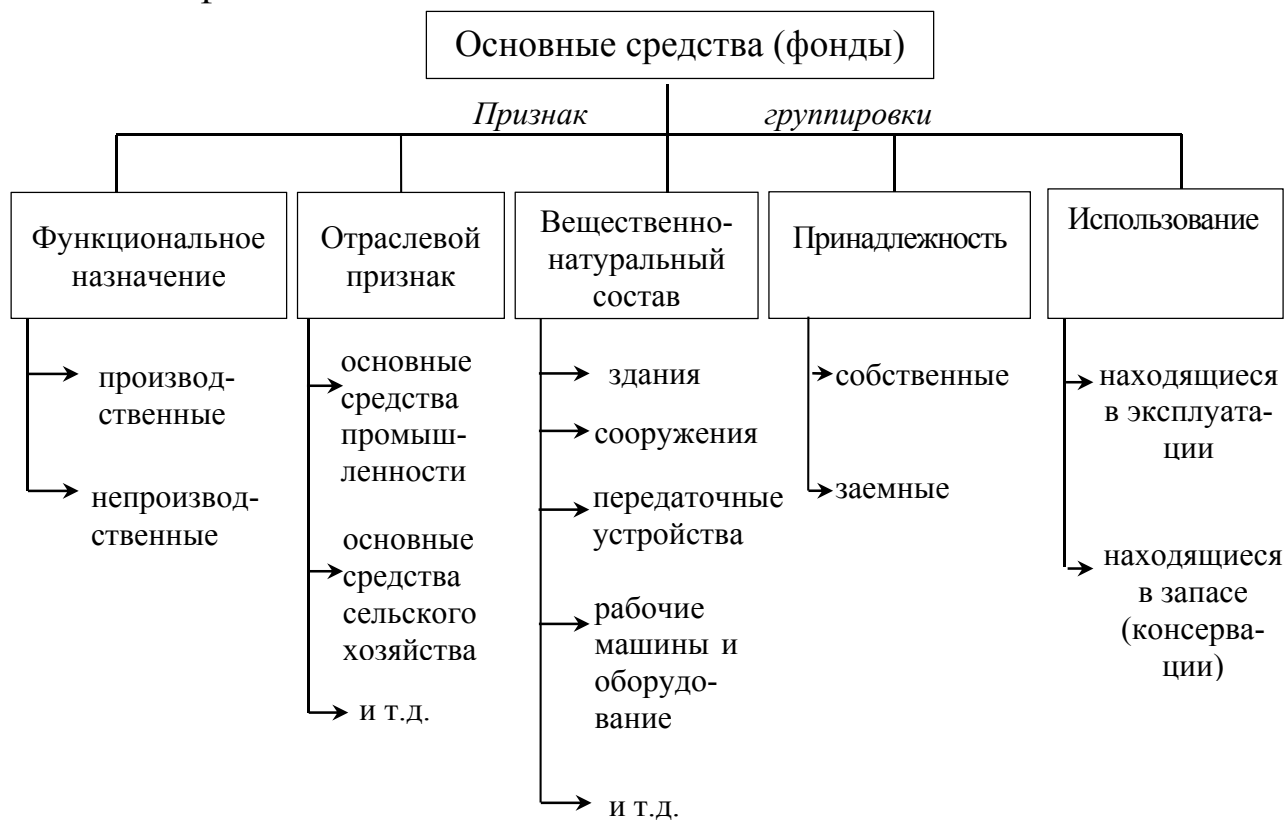 Основные средства (фонды)
Признак группировки
Функциональное
назначение
Отраслевой
признак
Вещественно-
натуральный
состав
Принадлежность
Использование
производ-
ственные
непроизвод-
ственные
основные
средства
промыш-
ленности
основные
средства
сельского
хозяйства
и т.д.
здания
сооружения
передаточные
устройства
рабочие
машины и
оборудо-
вание
и т.д.
собственные
заемные
находящиеся
в эксплуата-
ции
находящиеся
в запасе
(консерва-
ции)